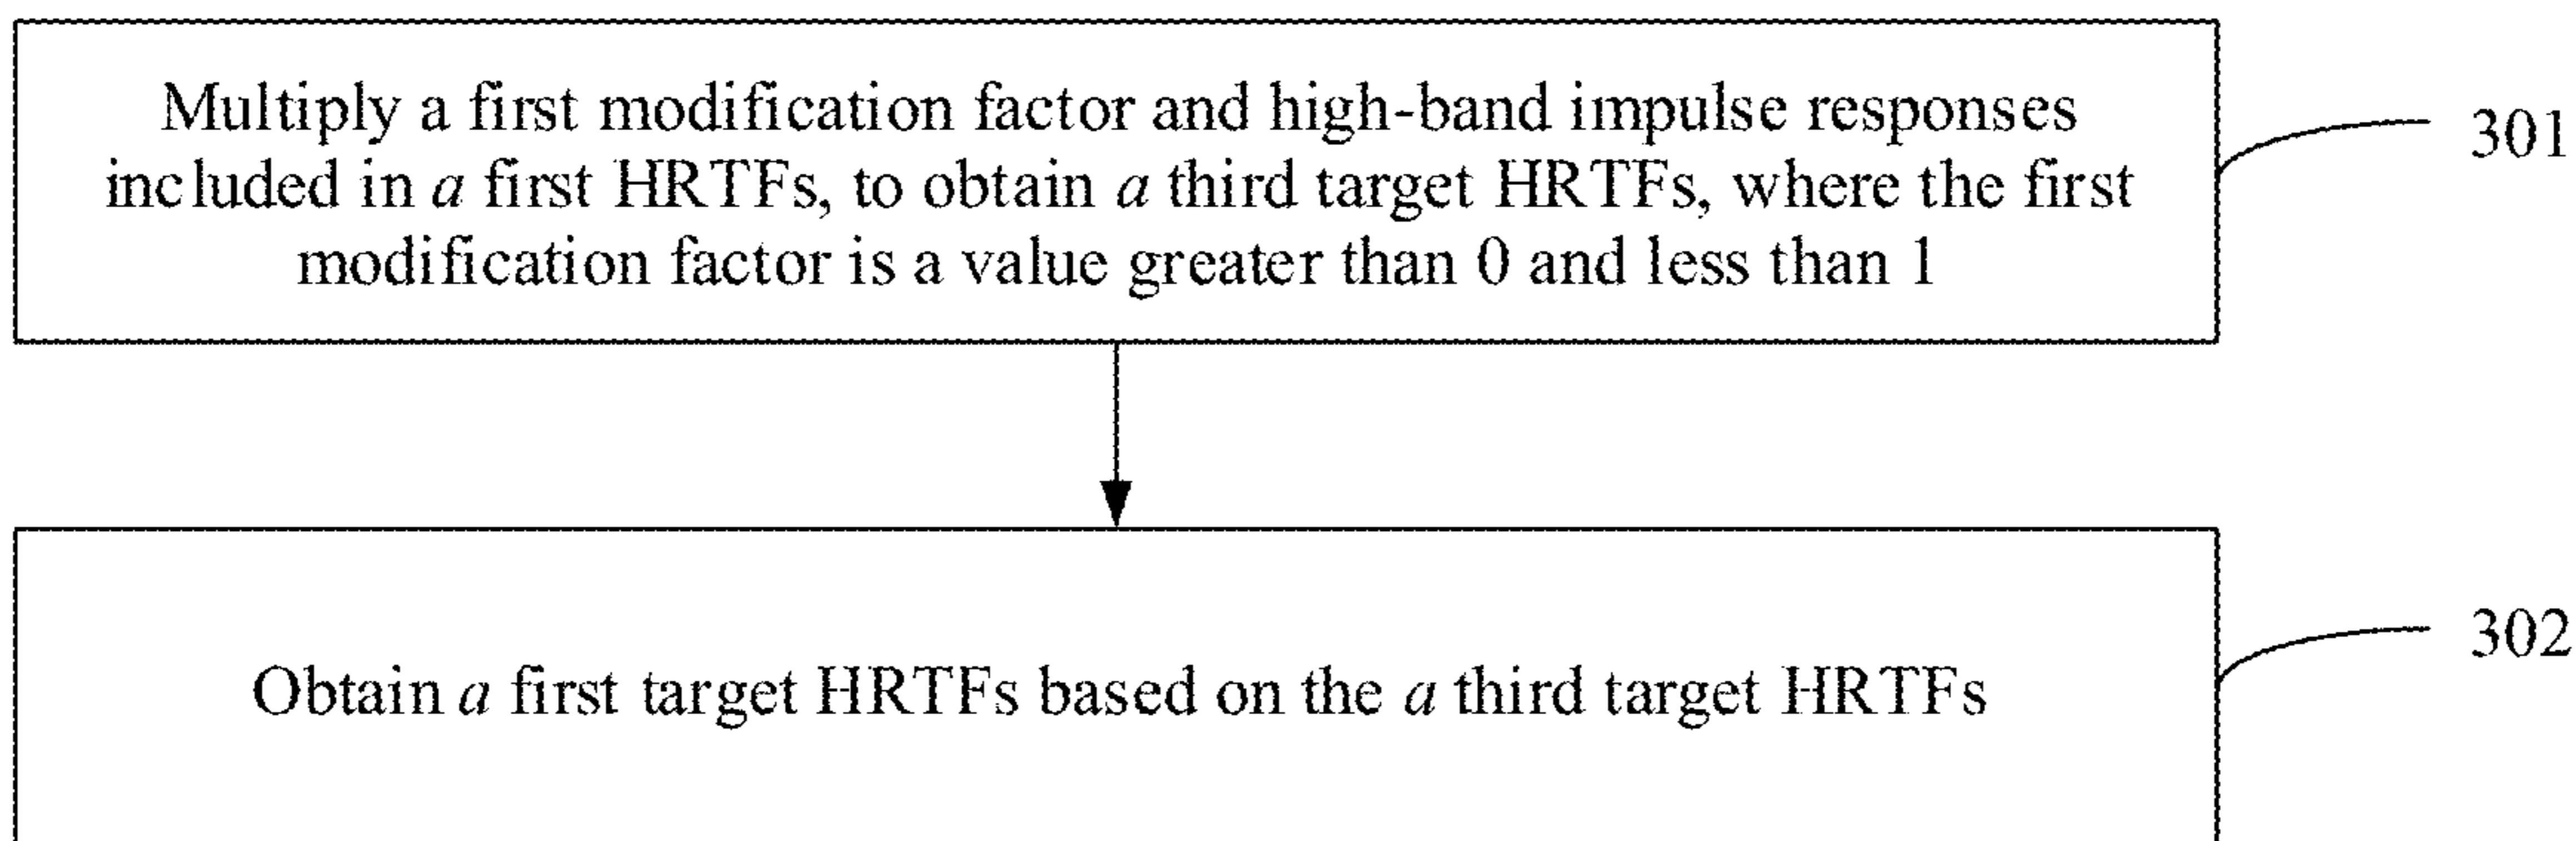 Multiply a first modification factor and high-band impulse responses
included in a first HRTFs, to obtain a third target HRTFs, where the first
modification factor is a value greater than 0 and less than 1
301
Obtain a first target HRTFs based on the a third target HRTFs
302